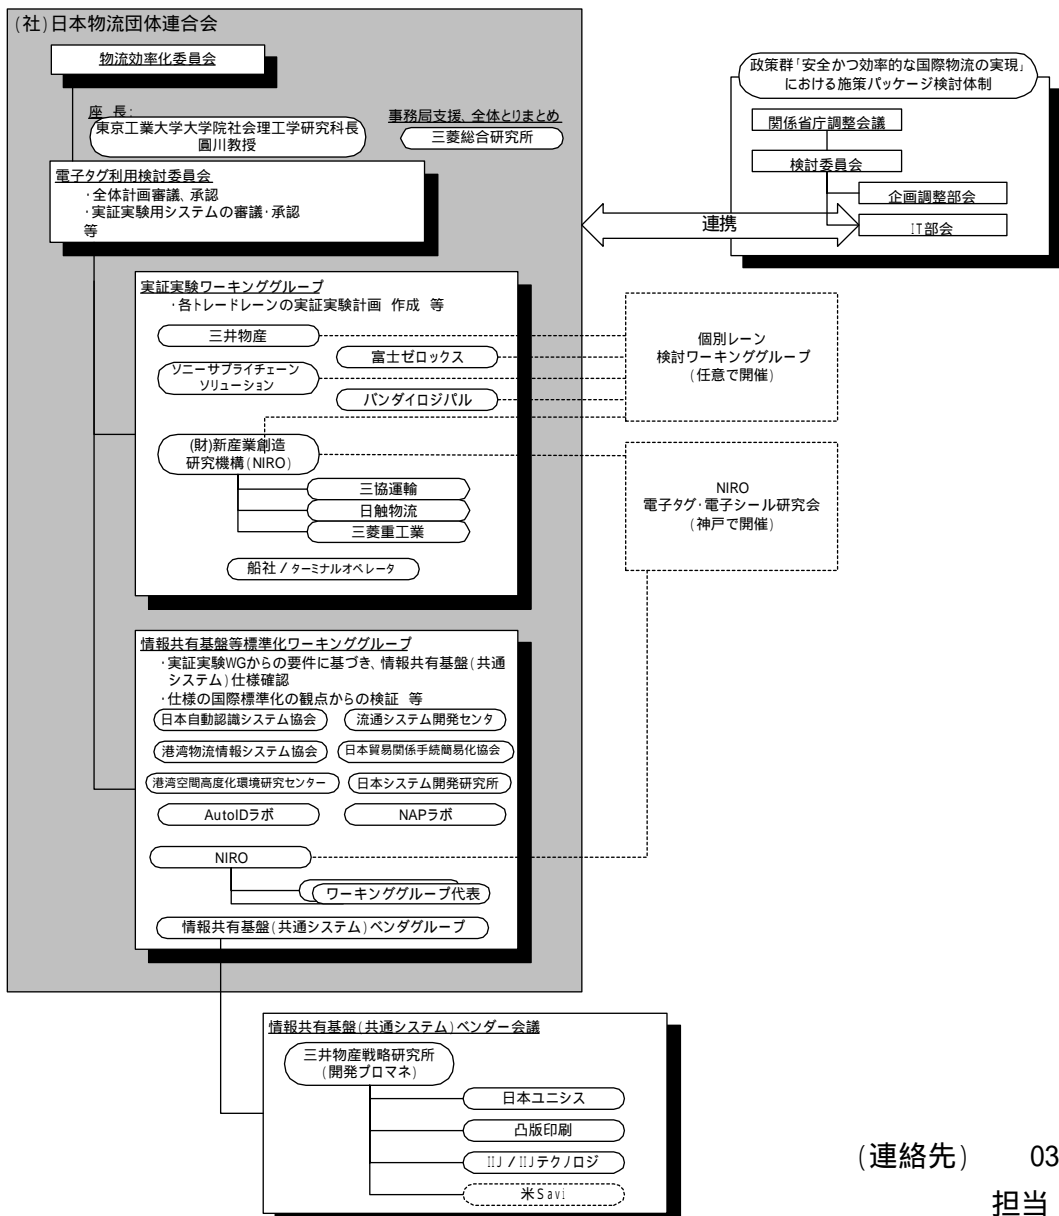 (社)日本物流団体連合会
物流効率化委員会
座 長:
東京工業大学大学院社会理工学研究科長
圓川教授
事務局支援、全体とりまとめ
三菱総合研究所
電子タグ利用検討委員会
・全体計画審議、承認
・実証実験用システムの審議・承認
等
政策群「安全かつ効率的な国際物流の実現」
における施策パッケージ検討体制
関係省庁調整会議
検討委員会
企画調整部会
IT部会
連携
実証実験ワーキンググループ
・各トレードレーンの実証実験計画 作成 等
三井物産
富士ゼロックス
ソニーサプライチェーン
ソリューション
バンダイロジパル
(財)新産業創造
研究機構(NIRO)
三協運輸
日触物流
三菱重工業
船社/ターミナルオペレータ
個別レーン
検討ワーキンググループ
(任意で開催)
NIRO
電子タグ・電子シール研究会
(神戸で開催)
情報共有基盤等標準化ワーキンググループ
・実証実験WGからの要件に基づき、情報共有基盤(共通
システム)仕様確認
・仕様の国際標準化の観点からの検証 等
日本自動認識システム協会
流通システム開発センタ
港湾物流情報システム協会
日本貿易関係手続簡易化協会
港湾空間高度化環境研究センター
日本システム開発研究所
AutoIDラボ
NAPラボ
NIRO
ワーキンググループ代表
情報共有基盤(共通システム)ベンダグループ
情報共有基盤(共通システム)ベンダー会議
三井物産戦略研究所
(開発プロマネ)
日本ユニシス
凸版印刷
IIJ/IIJテクノロジ
米Savi
(連絡先) 03
担当